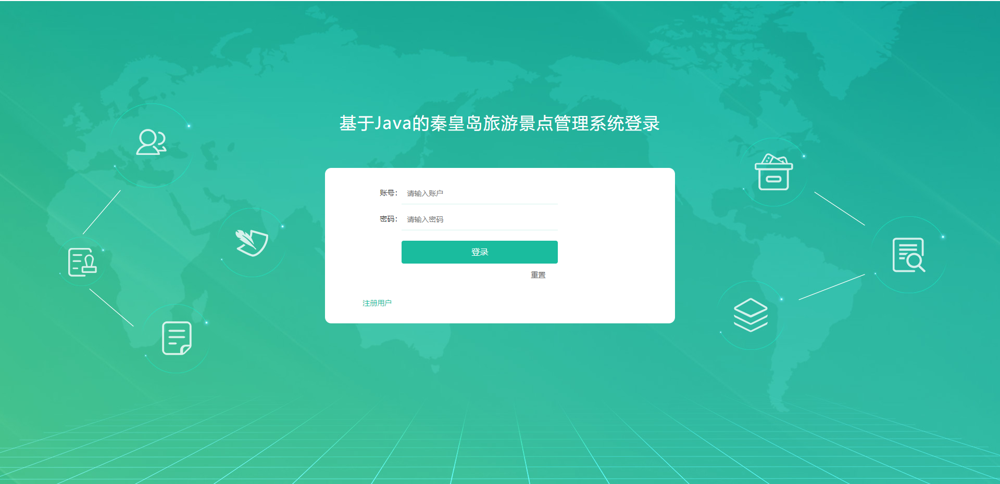 基于Java的秦皇岛旅游景点管理系统登录
账号： 请输入账户
密码： 请输入密码
登录
重置
注册用户